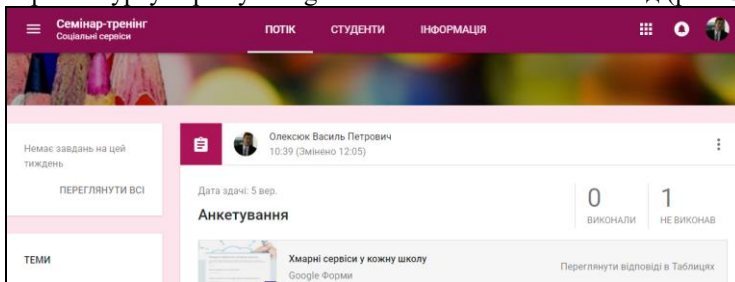 Семінар-тренінг
Соціальні сервіси
ПОТІК СТУДЕНТИ ІНФОРМАЦІЯ
Олексюк Василь Петрович
10:39 (Змінено 12:05)
Немає завдань на цей
тиждень
ПЕРЕГЛЯНУТИ ВСІ
Дата здачі: 5 вер.
Анкетування
0 1
ВИКОНАЛИ НЕ ВИКОНАВ
ТЕМИ
Хмарні сервіси у кожну школу
Google Форми
Переглянути відповіді в Таблицях